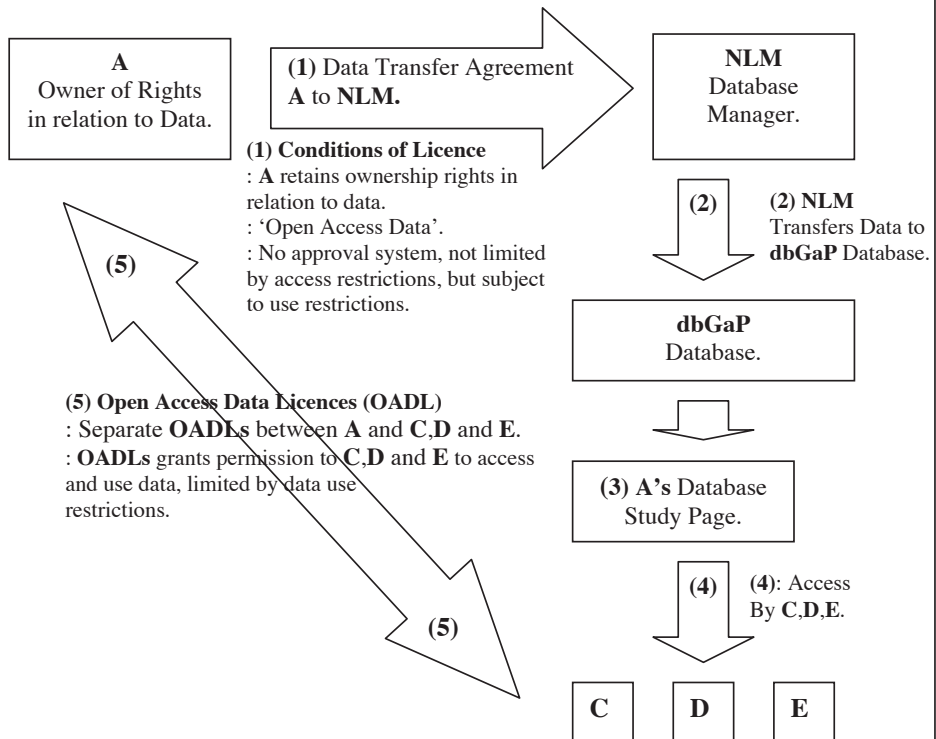 A
Owner of Rights
in relation to Data.
(1) Data Transfer Agreement
A to NLM.
NLM
Database
Manager.
(1) Conditions of Licence
: A retains ownership rights in
relation to data.
: ‘Open Access Data’.
: No approval system, not limited
by access restrictions, but subject
to use restrictions.
(2)
(2) NLM
Transfers Data to
dbGaP Database.
(5)
dbGaP
Database.
(5) Open Access Data Licences (OADL)
: Separate OADLs between A and C,D and E.
: OADLs grants permission to C,D and E to access
and use data, limited by data use
restrictions.
(3) A’s Database
Study Page.
(4)
(4): Access
By C,D,E.
(5)
C
D
E